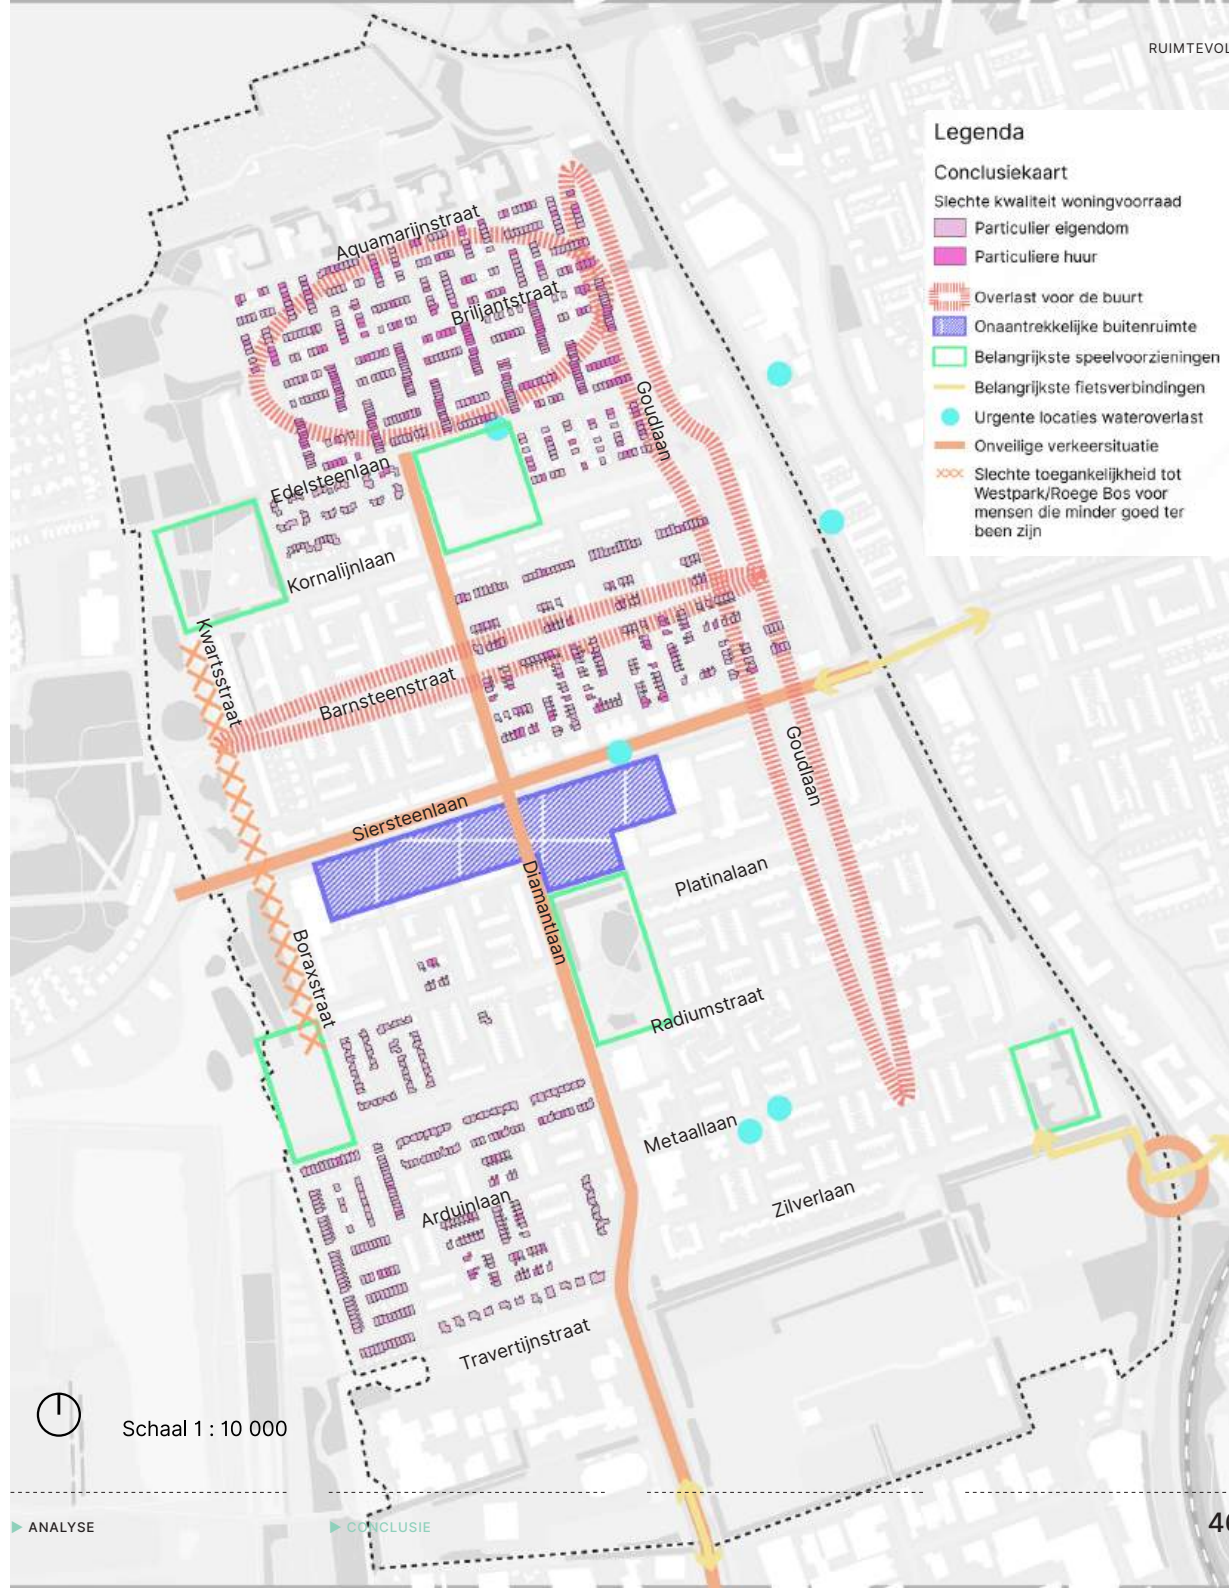 RUIMTEVOL
Legenda
Conclusiekaart
Slechte kwaliteit woningvoorraad
Particulier eigendom
Particuliere huur
Overlast voor de buurt
Onaantrekkelijke buitenruimte
Belangrijkste speelvoorzieningen
Belangrijkste fietsverbindingen
Urgente locaties wateroverlast
Onveilige verkeersituatie
Slechte toegankelijkheid tot
Westpark/Roege Bos voor
mensen die minder goed ter
been zijn
Aquamarijnstraat
Briljantstraat
Goudlaan
Edelsteenlaan
Kornalijnlaan
Kwartsstraat
Barnsteenstraat
Goudlaan
Siersteenlaan
Diamantlaan
Platinalaan
Boraxstraat
Radiumstraat
Metaallaan
Zilverlaan
Arduinlaan
Travertijnstraat
Schaal 1 : 10 000
ANALYSE
CONCLUSIE